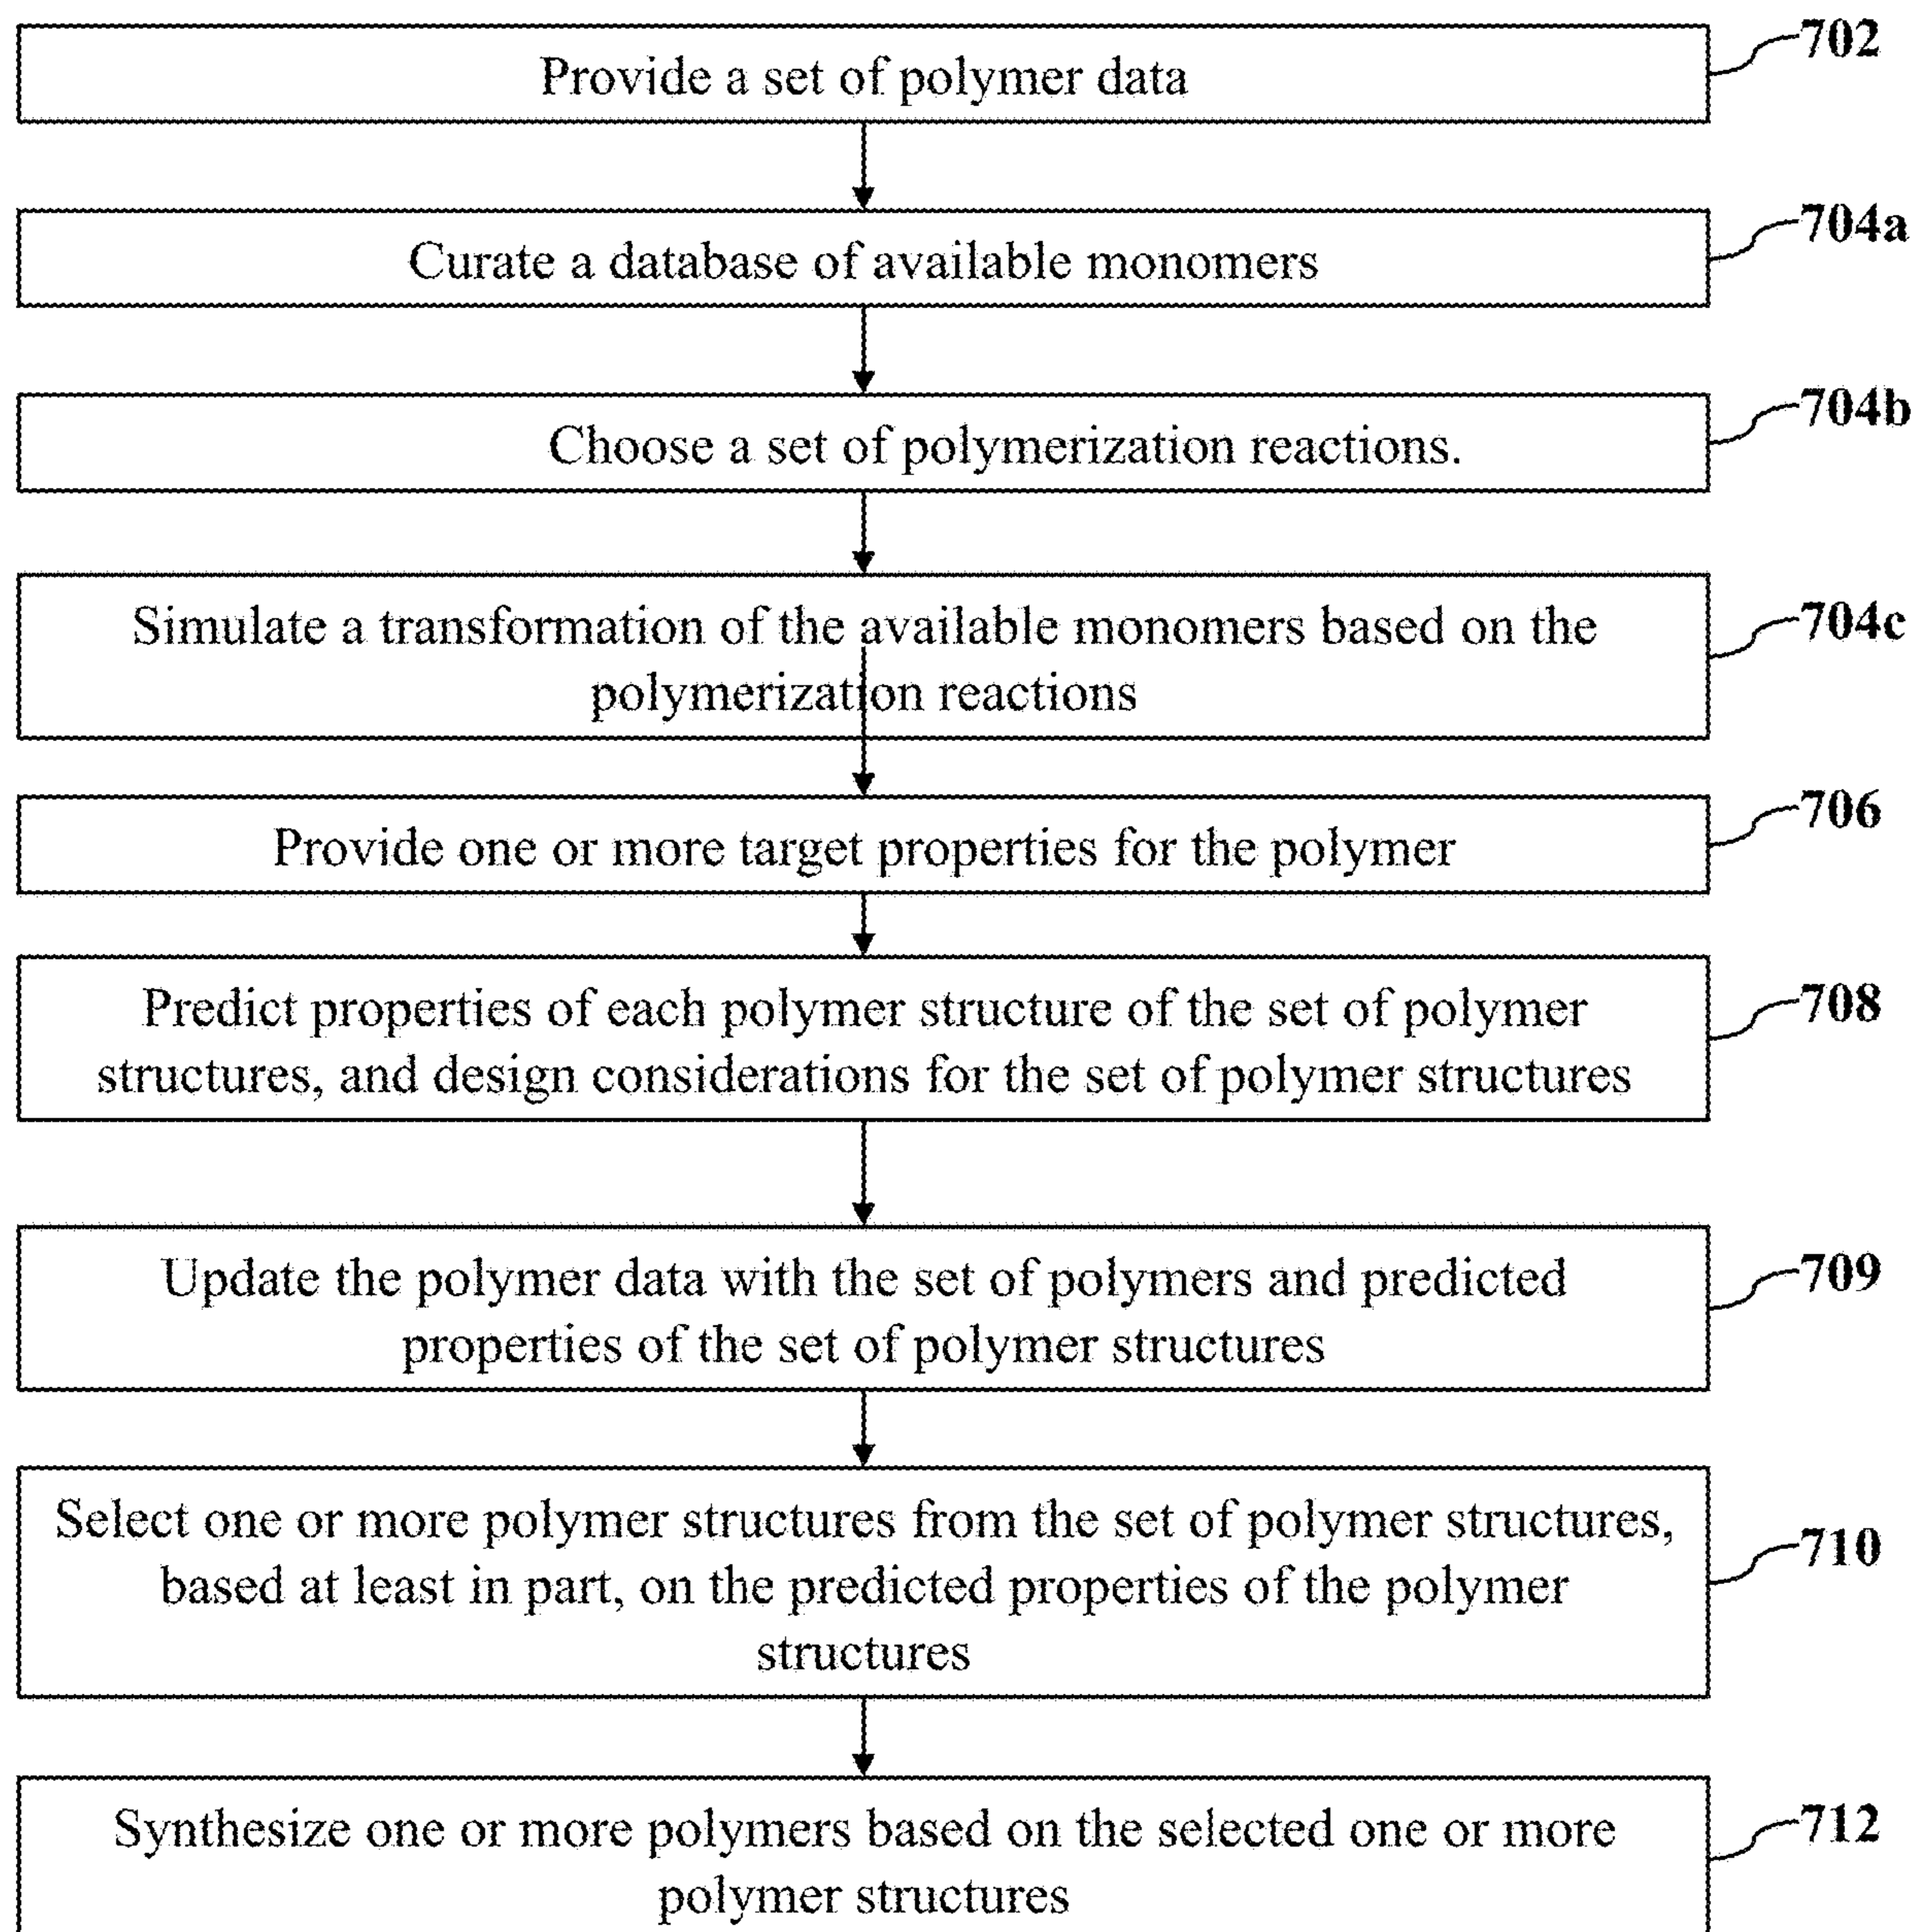 702
Provide a set of polymer data
704a
Curate a database of available monomers
704b
Choose a set of polymerization reactions.
704c
Simulate a transformation of the available monomers based on the
polymerization reactions
706
Provide one or more target properties for the polymer
708
Predict properties of each polymer structure of the set of polymer
structures, and design considerations for the set of polymer structures
709
Update the polymer data with the set of polymers and predicted
properties of the set of polymer structures
710
Select one or more polymer structures from the set of polymer structures,
based at least in part, on the predicted properties of the polymer
structures
712
Synthesize one or more polymers based on the selected one or more
polymer structures